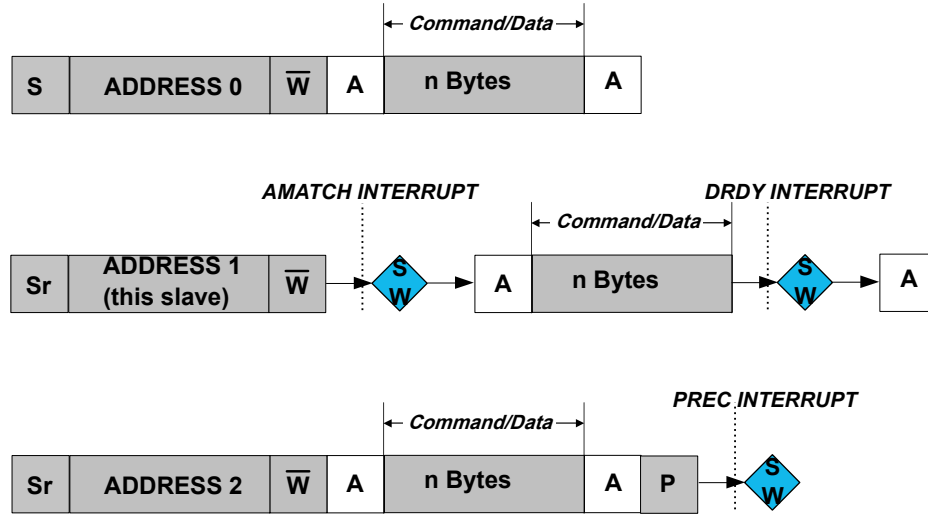 Command/Data
S ADDRESS 0 W̅ A n Bytes A
AMATCH INTERRUPT DRDY INTERRUPT
Command/Data
Sr ADDRESS 1 (this slave) W̅ S W A n Bytes S W A
PREC INTERRUPT
Command/Data
Sr ADDRESS 2 W̅ A n Bytes A P S W